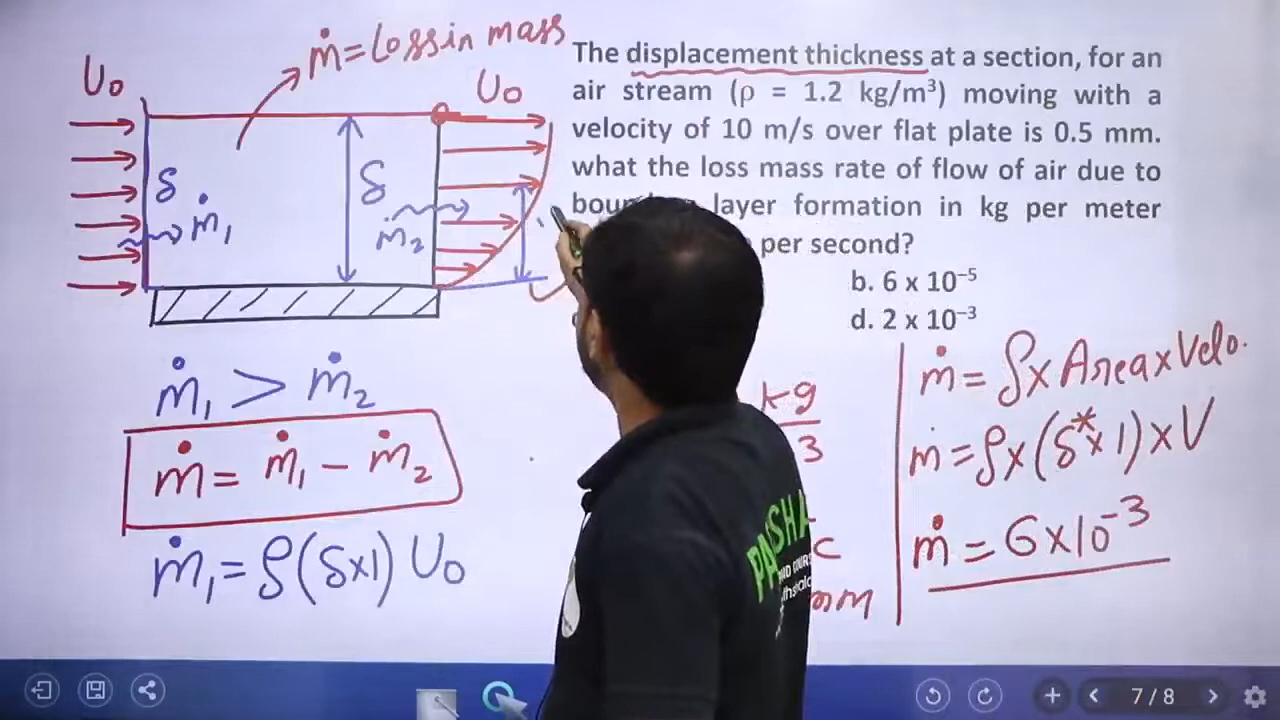 ṁ = Loss in mass
U₀
U₀
δ
ṁ₁
δ
ṁ₂
The displacement thickness at a section, for an
air stream (ρ = 1.2 kg/m³) moving with a
velocity of 10 m/s over flat plate is 0.5 mm.
what the loss mass rate of flow of air due to
layer formation in kg per meter
per second?
b. 6 x 10⁻⁵
d. 2 x 10⁻³
ṁ₁ > ṁ₂
ṁ = ṁ₁ − ṁ₂
ṁ₁ = ρ(δ×1) U₀
kg
3
c
mm
ṁ = ρ x Area x Velo.
ṁ = ρ x (δ* x 1) x V
ṁ = 6x10⁻³
7 / 8